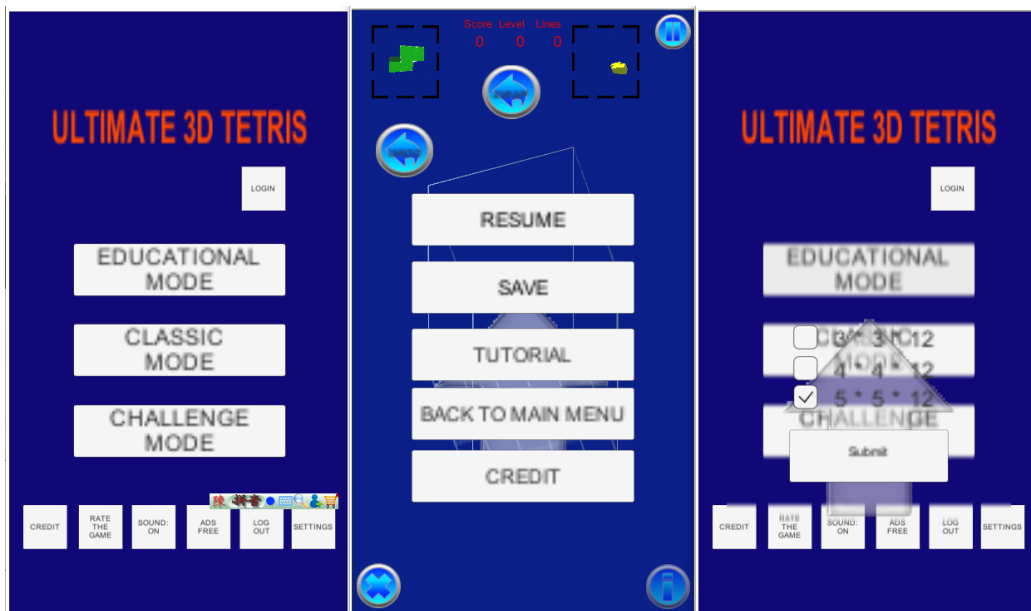 ULTIMATE 3D TETRIS
LOGIN
EDUCATIONAL
MODE
CLASSIC
MODE
CHALLENGE
MODE
CREDIT
RATE
THE
GAME
SOUND:
ON
ADS
FREE
LOG
OUT
SETTINGS
Score Level Lines
0 0 0
RESUME
SAVE
TUTORIAL
BACK TO MAIN MENU
CREDIT
ULTIMATE 3D TETRIS
LOGIN
EDUCATIONAL
MODE
CLASSIC
MODE
3 * 3 * 12
4 * 4 * 12
5 * 5 * 12
CHALLENGE
Submit
CREDIT
RATE
THE
GAME
SOUND:
ON
ADS
FREE
LOG
OUT
SETTINGS